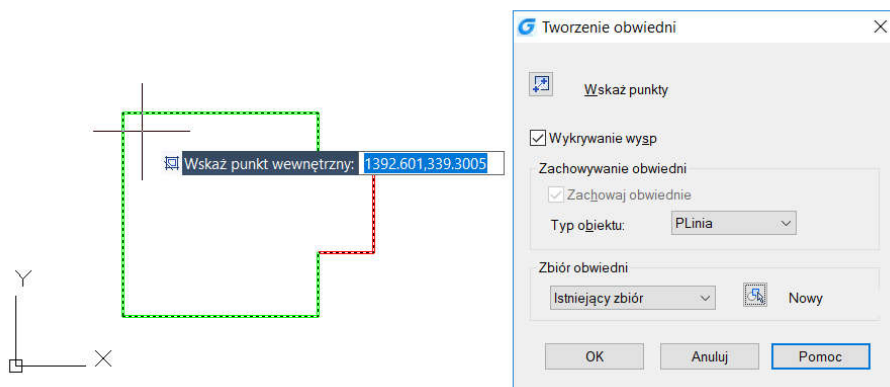 Tworzenie obwiedni
Wskaż punkty
Wykrywanie wysp
Zachowywanie obwiedni
Zachowaj obwiednie
Typ obiektu: PLinia
Zbiór obwiedni
Istniejący zbiór Nowy
OK Anuluj Pomoc
Wskaż punkt wewnętrzny: 1392.601,339.3005
Y
X